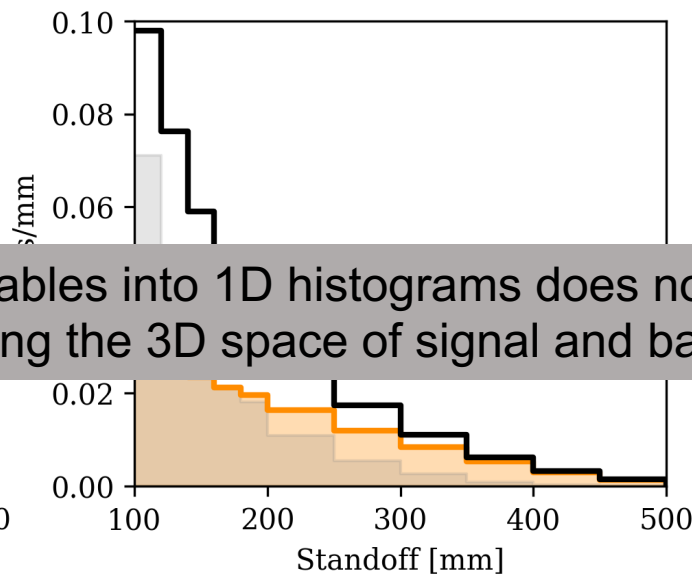 0.10
0.08
0.06
s/mm
ables into 1D histograms does no
ng the 3D space of signal and ba
0.02
0.00
0 100 200 300 400 500
Standoff [mm]